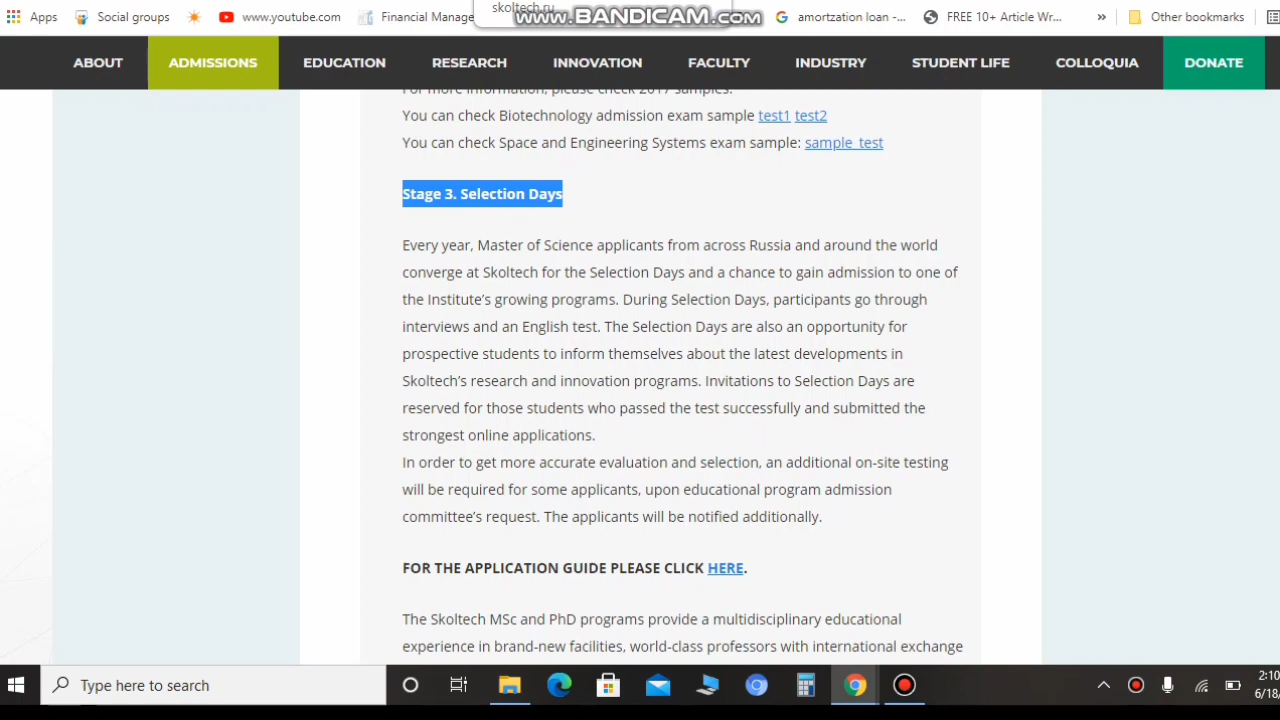 skoltech.ru
www.BANDICAM.com
Apps
Social groups
www.youtube.com
Financial Manage
amortzation loan -...
FREE 10+ Article Wr...
»
Other bookmarks
ABOUT
ADMISSIONS
EDUCATION
RESEARCH
INNOVATION
FACULTY
INDUSTRY
STUDENT LIFE
COLLOQUIA
DONATE
For more information, please check 2017 samples.
You can check Biotechnology admission exam sample test1 test2
You can check Space and Engineering Systems exam sample: sample_test
Stage 3. Selection Days
Every year, Master of Science applicants from across Russia and around the world
converge at Skoltech for the Selection Days and a chance to gain admission to one of
the Institute’s growing programs. During Selection Days, participants go through
interviews and an English test. The Selection Days are also an opportunity for
prospective students to inform themselves about the latest developments in
Skoltech’s research and innovation programs. Invitations to Selection Days are
reserved for those students who passed the test successfully and submitted the
strongest online applications.
In order to get more accurate evaluation and selection, an additional on-site testing
will be required for some applicants, upon educational program admission
committee’s request. The applicants will be notified additionally.
FOR THE APPLICATION GUIDE PLEASE CLICK HERE.
The Skoltech MSc and PhD programs provide a multidisciplinary educational
experience in brand-new facilities, world-class professors with international exchange
Type here to search
2:10
6/18